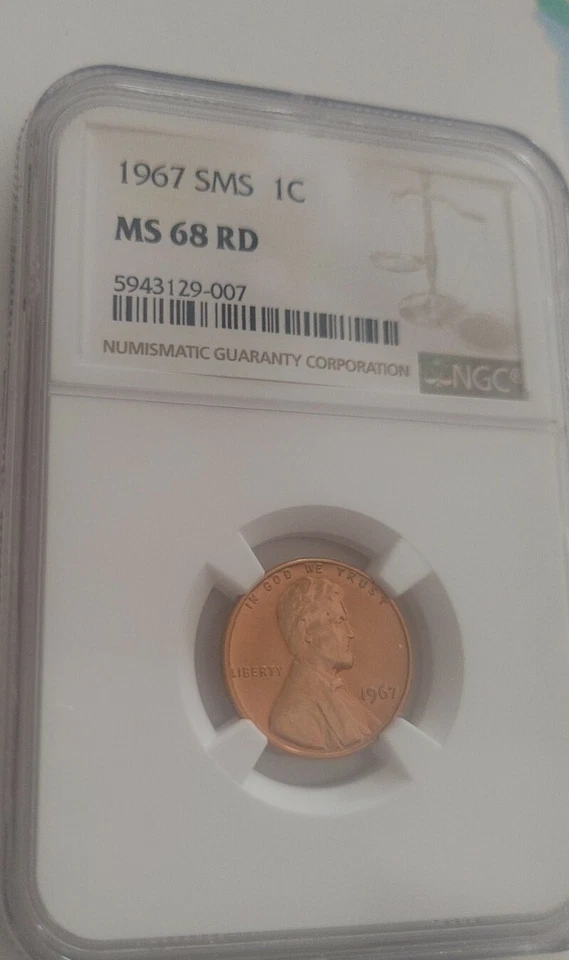 1967 SMS 1C
MS 68 RD
5943129-007
NUMISMATIC GUARANTY CORPORATION
NGC®
IN GOD WE TRUST
LIBERTY
1967